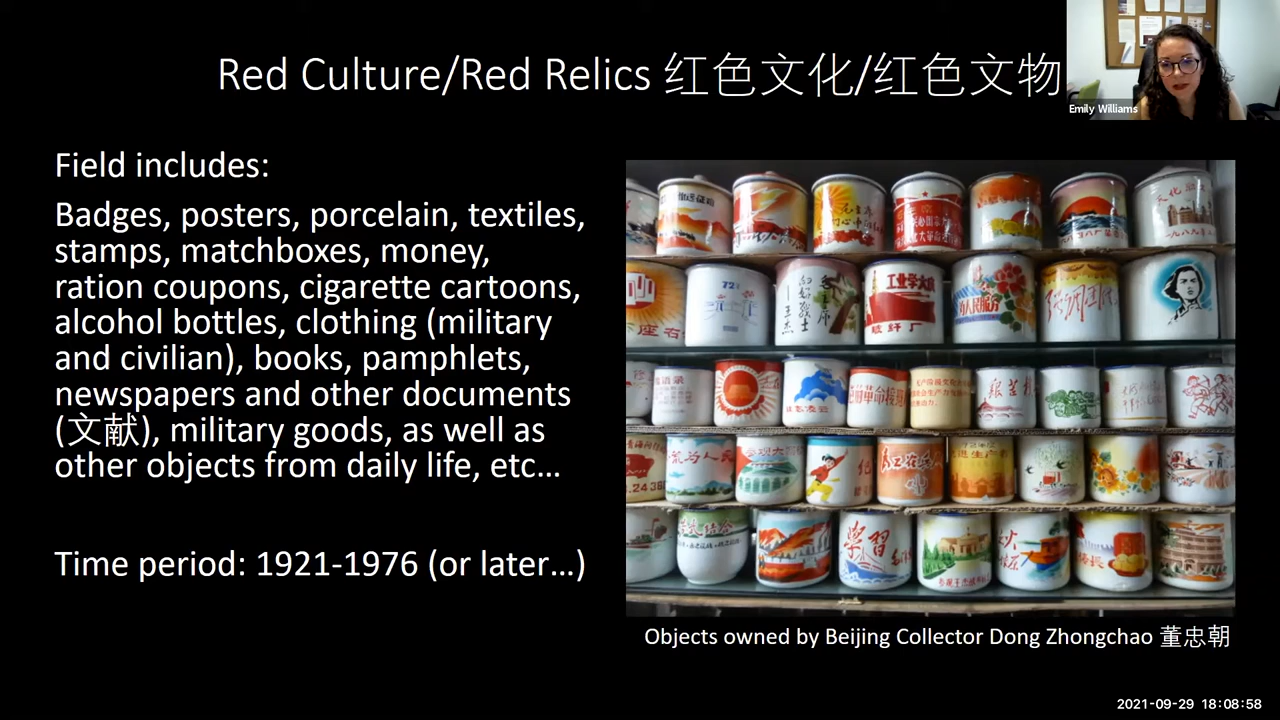 Red Culture/Red Relics 红色文化/红色文物
Emily Williams
Field includes:
Badges, posters, porcelain, textiles,
stamps, matchboxes, money,
ration coupons, cigarette cartoons,
alcohol bottles, clothing (military
and civilian), books, pamphlets,
newspapers and other documents
(文献), military goods, as well as
other objects from daily life, etc…
Time period: 1921-1976 (or later…)
工业学大庆
学習
Objects owned by Beijing Collector Dong Zhongchao 董忠朝
2021-09-29 18:08:58